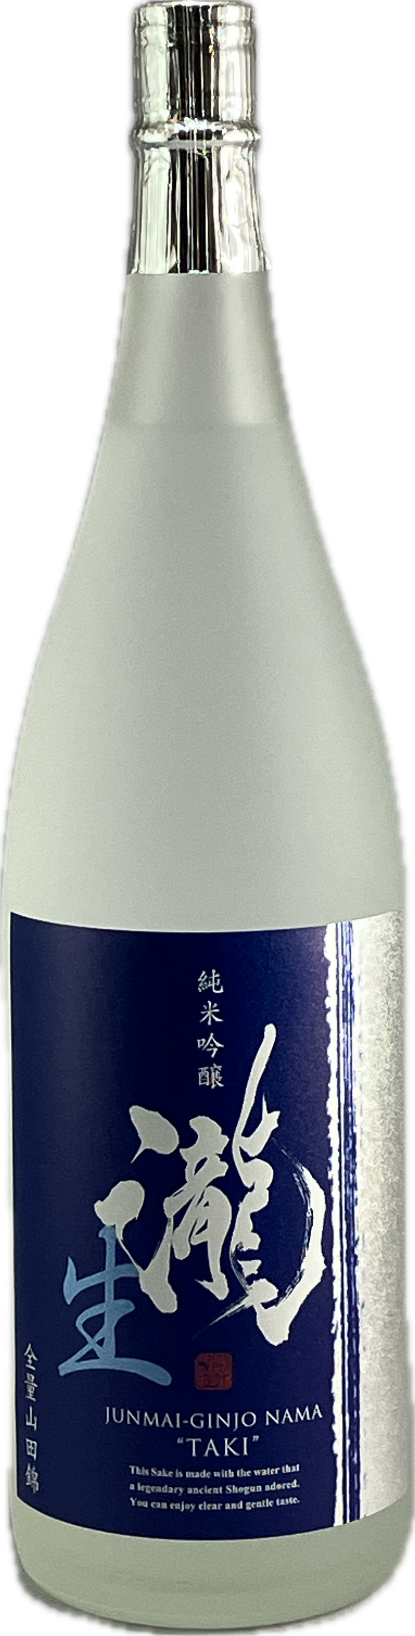 純米吟醸
瀧
生
全量山田錦
JUNMAI-GINJO NAMA
“TAKI”
This Sake is made with the water that
a legendary ancient Shogun adored.
You can enjoy clear and gentle taste.